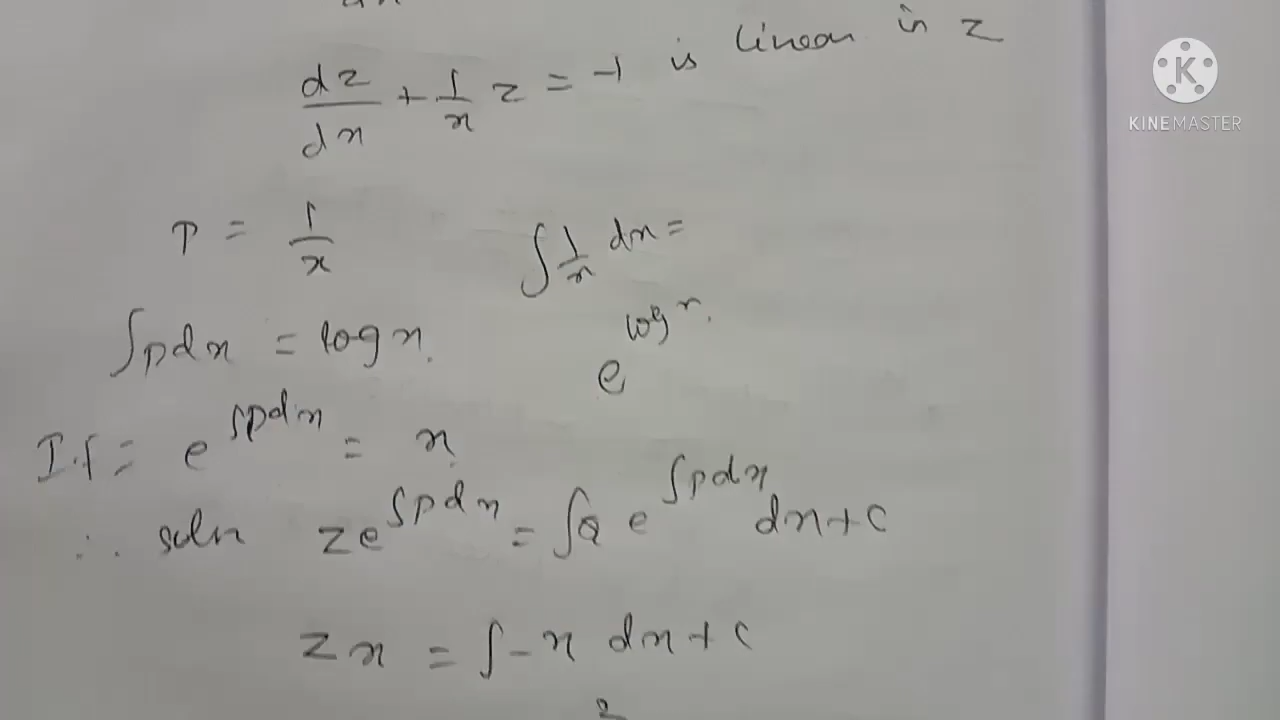 dz/dx + 1/x z = -1 is linear in z
KINEMASTER
P = 1/x
∫ 1/x dx =
e^{log x}.
∫pdx = log x.
I.f = e^{∫pdx} = x.
∴ soln ze^{∫pdx} = ∫Q e^{∫pdx} dx + c
zx = ∫-x dx + c